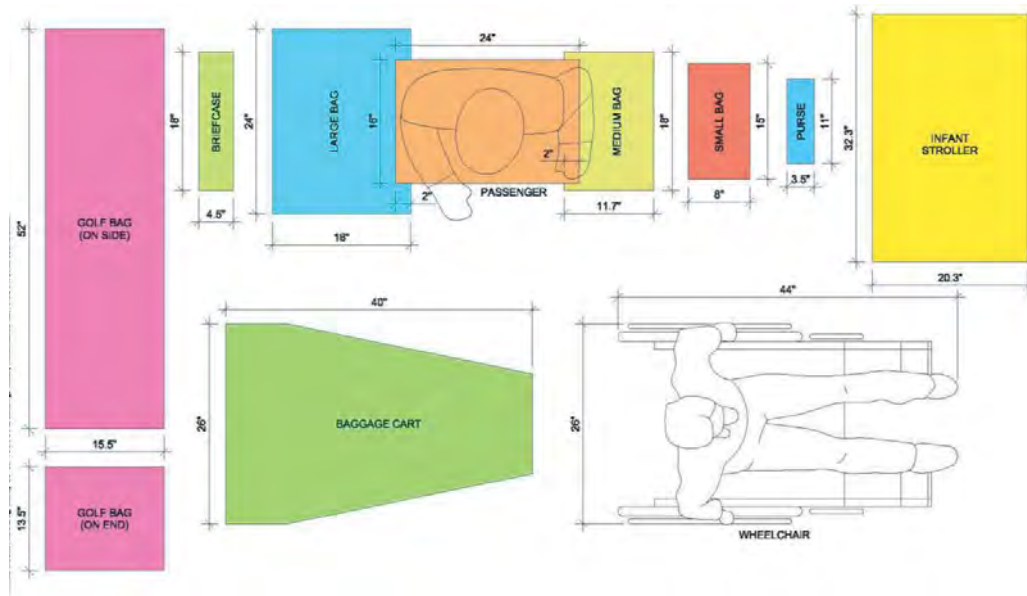 52"
GOLF BAG
(ON SIDE)
15.5"
13.5"
GOLF BAG
(ON END)
18"
BRIEFCASE
4.5"
24"
LARGE BAG
18"
24"
16"
2"
2"
PASSENGER
MEDIUM BAG
18"
11.7"
SMALL BAG
15"
8"
PURSE
11"
3.5"
32.3"
INFANT
STROLLER
20.3"
40"
26"
BAGGAGE CART
44"
26"
WHEELCHAIR